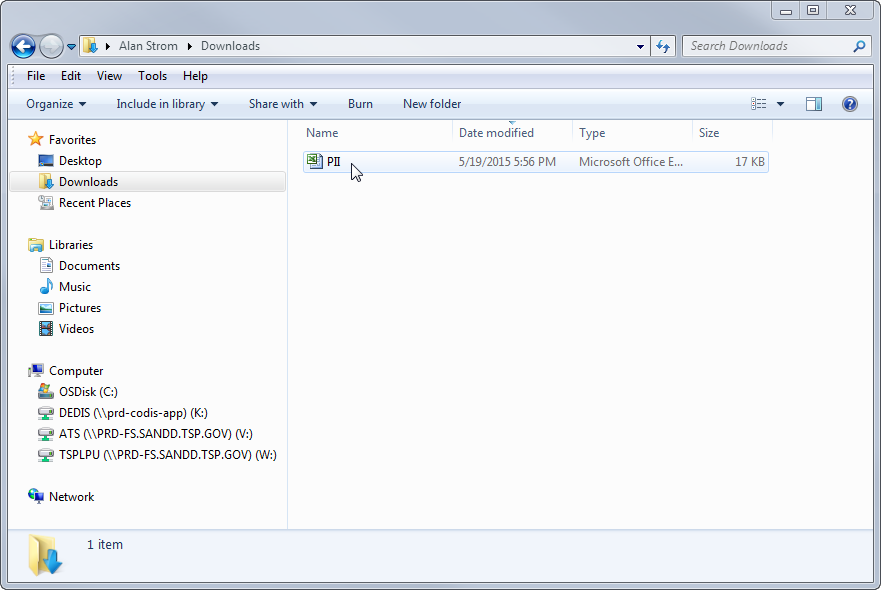 Alan Strom Downloads
Search Downloads
File Edit View Tools Help
Organize Include in library Share with Burn New folder
Name Date modified Type Size
PII 5/19/2015 5:56 PM Microsoft Office E... 17 KB
Favorites
Desktop
Downloads
Recent Places
Libraries
Documents
Music
Pictures
Videos
Computer
OSDisk (C:)
DEDIS (\\prd-codis-app) (K:)
ATS (\\PRD-FS.SANDD.TSP.GOV) (V:)
TSPLPU (\\PRD-FS.SANDD.TSP.GOV) (W:)
Network
1 item